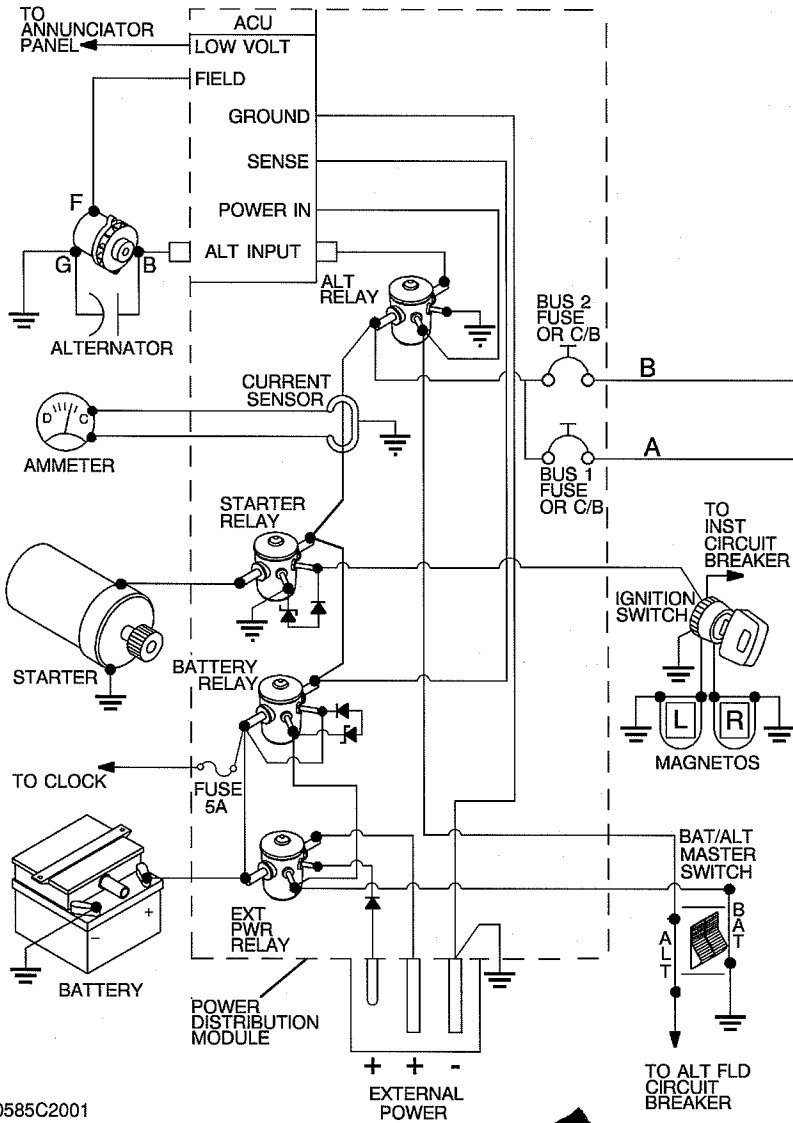 TO
ANNUNCIATOR
PANEL
ACU
LOW VOLT
FIELD
GROUND
SENSE
POWER IN
ALT INPUT
F
G
B
ALTERNATOR
ALT
RELAY
BUS 2
FUSE
OR C/B
B
CURRENT
SENSOR
D
C
AMMETER
A
BUS 1
FUSE
OR C/B
STARTER
RELAY
TO
INST
CIRCUIT
BREAKER
IGNITION
SWITCH
STARTER
BATTERY
RELAY
L
R
MAGNETOS
TO CLOCK
FUSE
5A
BAT/ALT
MASTER
SWITCH
ALT
BAT
EXT
PWR
RELAY
-
+
BATTERY
POWER
DISTRIBUTION
MODULE
+ + -
EXTERNAL
POWER
TO ALT FLD
CIRCUIT
BREAKER
0585C2001